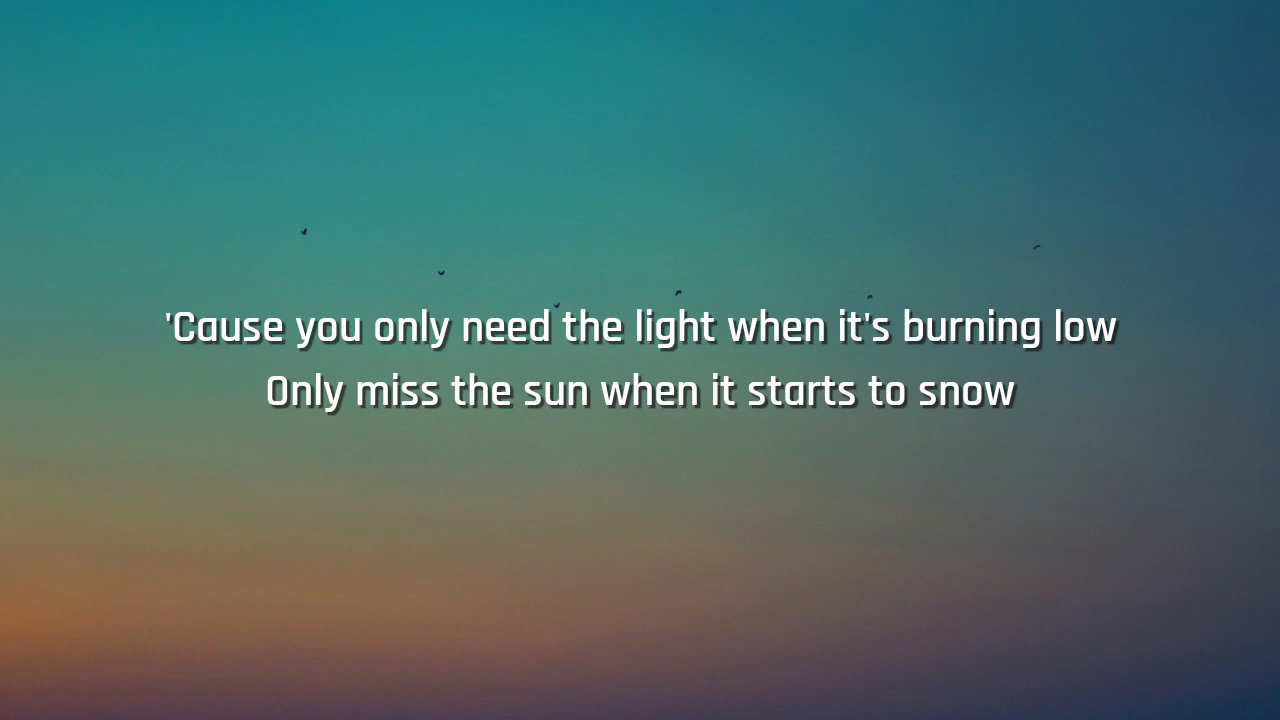 'Cause you only need the light when it's burning low
Only miss the sun when it starts to snow